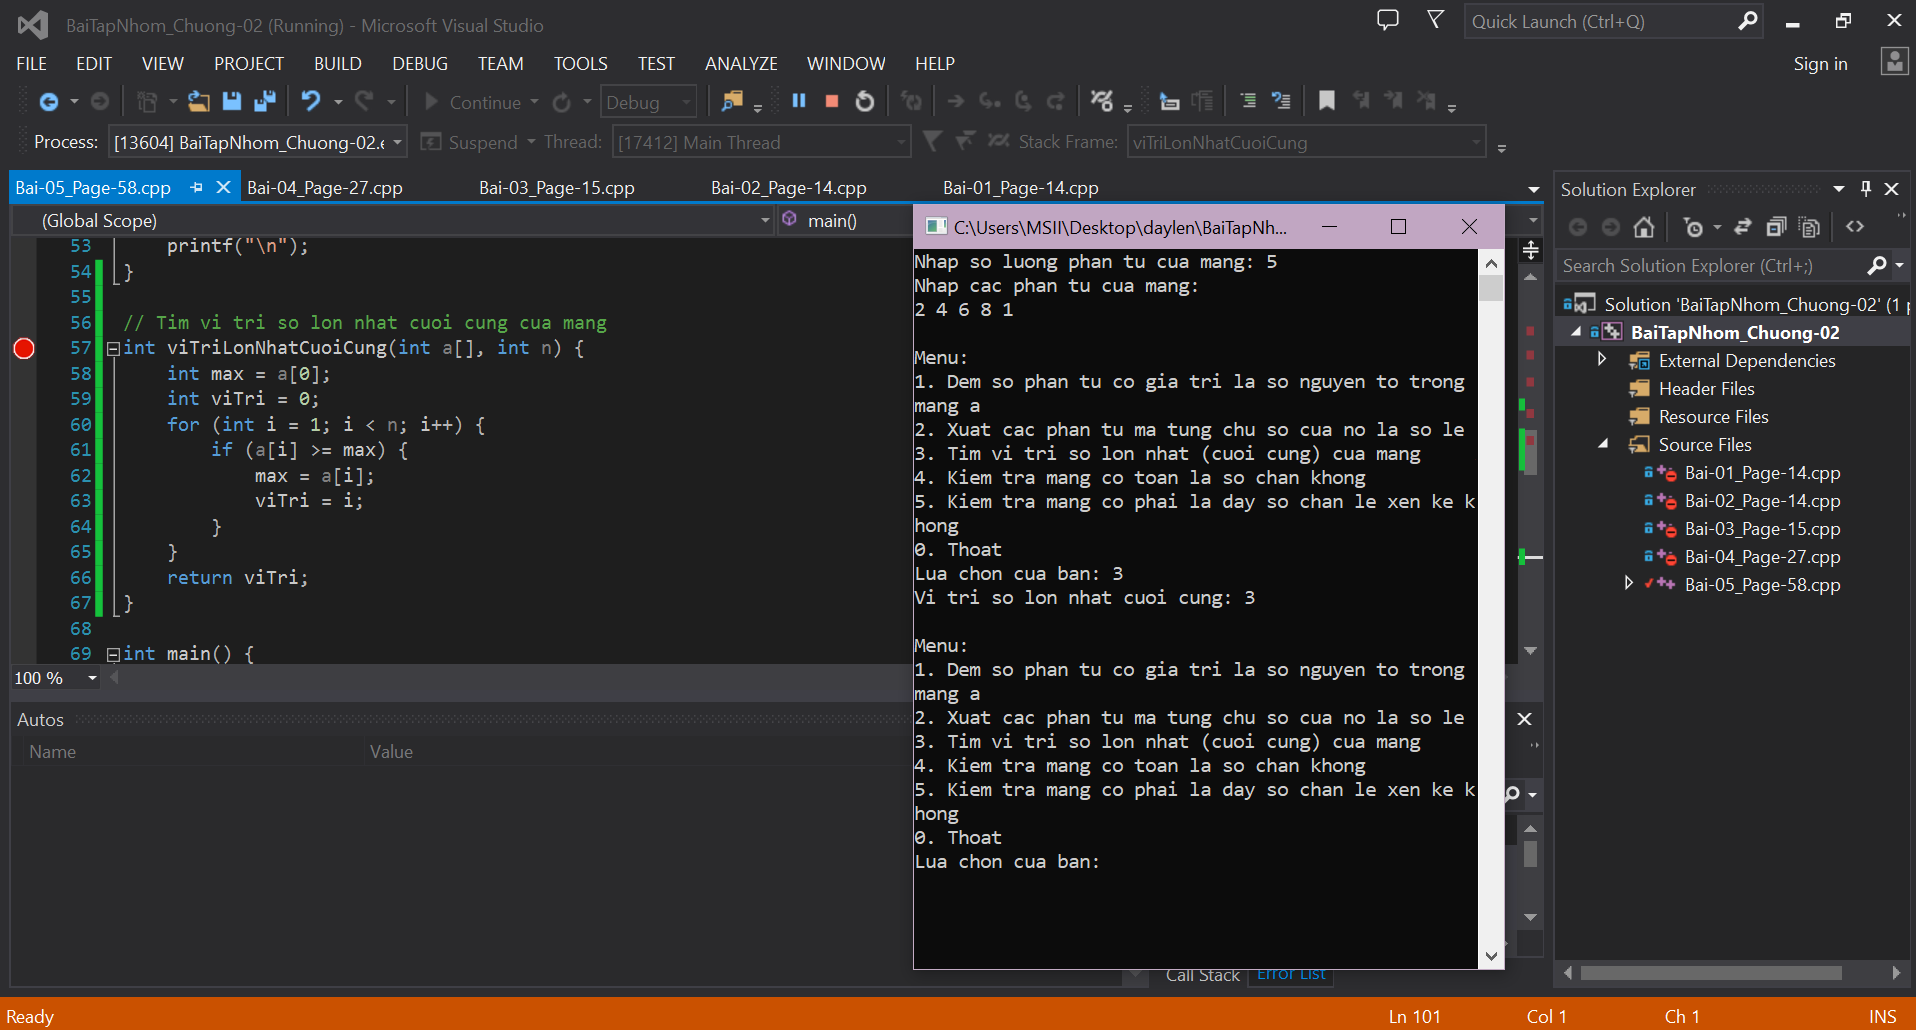 BaiTapNhom_Chuong-02 (Running) - Microsoft Visual Studio
Quick Launch (Ctrl+Q)
FILE EDIT VIEW PROJECT BUILD DEBUG TEAM TOOLS TEST ANALYZE WINDOW HELP
Sign in
Continue Debug
Process: [13604] BaiTapNhom_Chuong-02.e Suspend Thread: [17412] Main Thread Stack Frame: viTriLonNhatCuoiCung
Bai-05_Page-58.cpp Bai-04_Page-27.cpp Bai-03_Page-15.cpp Bai-02_Page-14.cpp Bai-01_Page-14.cpp
(Global Scope) main()
53 printf("\n");
54 }
55
56 // Tim vi tri so lon nhat cuoi cung cua mang
57 int viTriLonNhatCuoiCung(int a[], int n) {
58 int max = a[0];
59 int viTri = 0;
60 for (int i = 1; i < n; i++) {
61 if (a[i] >= max) {
62 max = a[i];
63 viTri = i;
64 }
65 }
66 return viTri;
67 }
68
69 int main() {
100 %
Autos
Name Value
C:\Users\MSII\Desktop\daylen\BaiTapNh...
Nhap so luong phan tu cua mang: 5
Nhap cac phan tu cua mang:
2 4 6 8 1
Menu:
1. Dem so phan tu co gia tri la so nguyen to trong
mang a
2. Xuat cac phan tu ma tung chu so cua no la so le
3. Tim vi tri so lon nhat (cuoi cung) cua mang
4. Kiem tra mang co toan la so chan khong
5. Kiem tra mang co phai la day so chan le xen ke k
hong
0. Thoat
Lua chon cua ban: 3
Vi tri so lon nhat cuoi cung: 3
Menu:
1. Dem so phan tu co gia tri la so nguyen to trong
mang a
2. Xuat cac phan tu ma tung chu so cua no la so le
3. Tim vi tri so lon nhat (cuoi cung) cua mang
4. Kiem tra mang co toan la so chan khong
5. Kiem tra mang co phai la day so chan le xen ke k
hong
0. Thoat
Lua chon cua ban:
Call Stack Error List
Solution Explorer
Search Solution Explorer (Ctrl+;)
Solution 'BaiTapNhom_Chuong-02' (1 p
BaiTapNhom_Chuong-02
External Dependencies
Header Files
Resource Files
Source Files
Bai-01_Page-14.cpp
Bai-02_Page-14.cpp
Bai-03_Page-15.cpp
Bai-04_Page-27.cpp
Bai-05_Page-58.cpp
Ready Ln 101 Col 1 Ch 1 INS